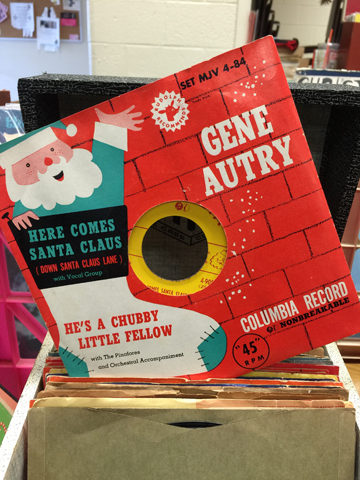 SET MJV 4-84
GENE
AUTRY
HERE COMES
SANTA CLAUS
(DOWN SANTA CLAUS LANE)
with Vocal Group
HE'S A CHUBBY
LITTLE FELLOW
with The Pinafores
and Orchestral Accompaniment
COLUMBIA RECORD
NONBREAKABLE
"45"
RPM